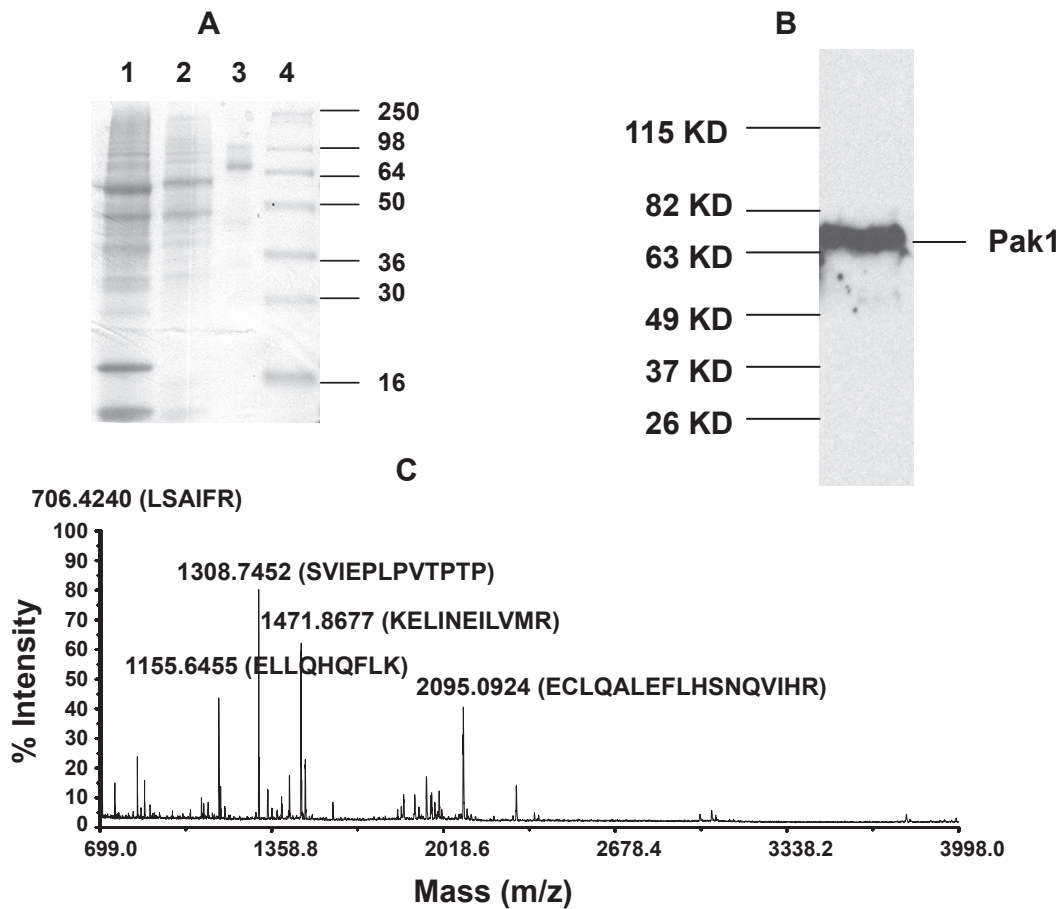 A
1 2 3 4
250
98
64
50
36
30
16
B
115 KD
82 KD
63 KD
49 KD
37 KD
26 KD
Pak1
C
706.4240 (LSAIFR)
1308.7452 (SVIEPLPVTPTP)
1471.8677 (KELINEILVMR)
1155.6455 (ELLQHQFLK)
2095.0924 (ECLQALEFLHSNQVIHR)
% Intensity
100
90
80
70
60
50
40
30
20
10
0
699.0 1358.8 2018.6 2678.4 3338.2 3998.0
Mass (m/z)